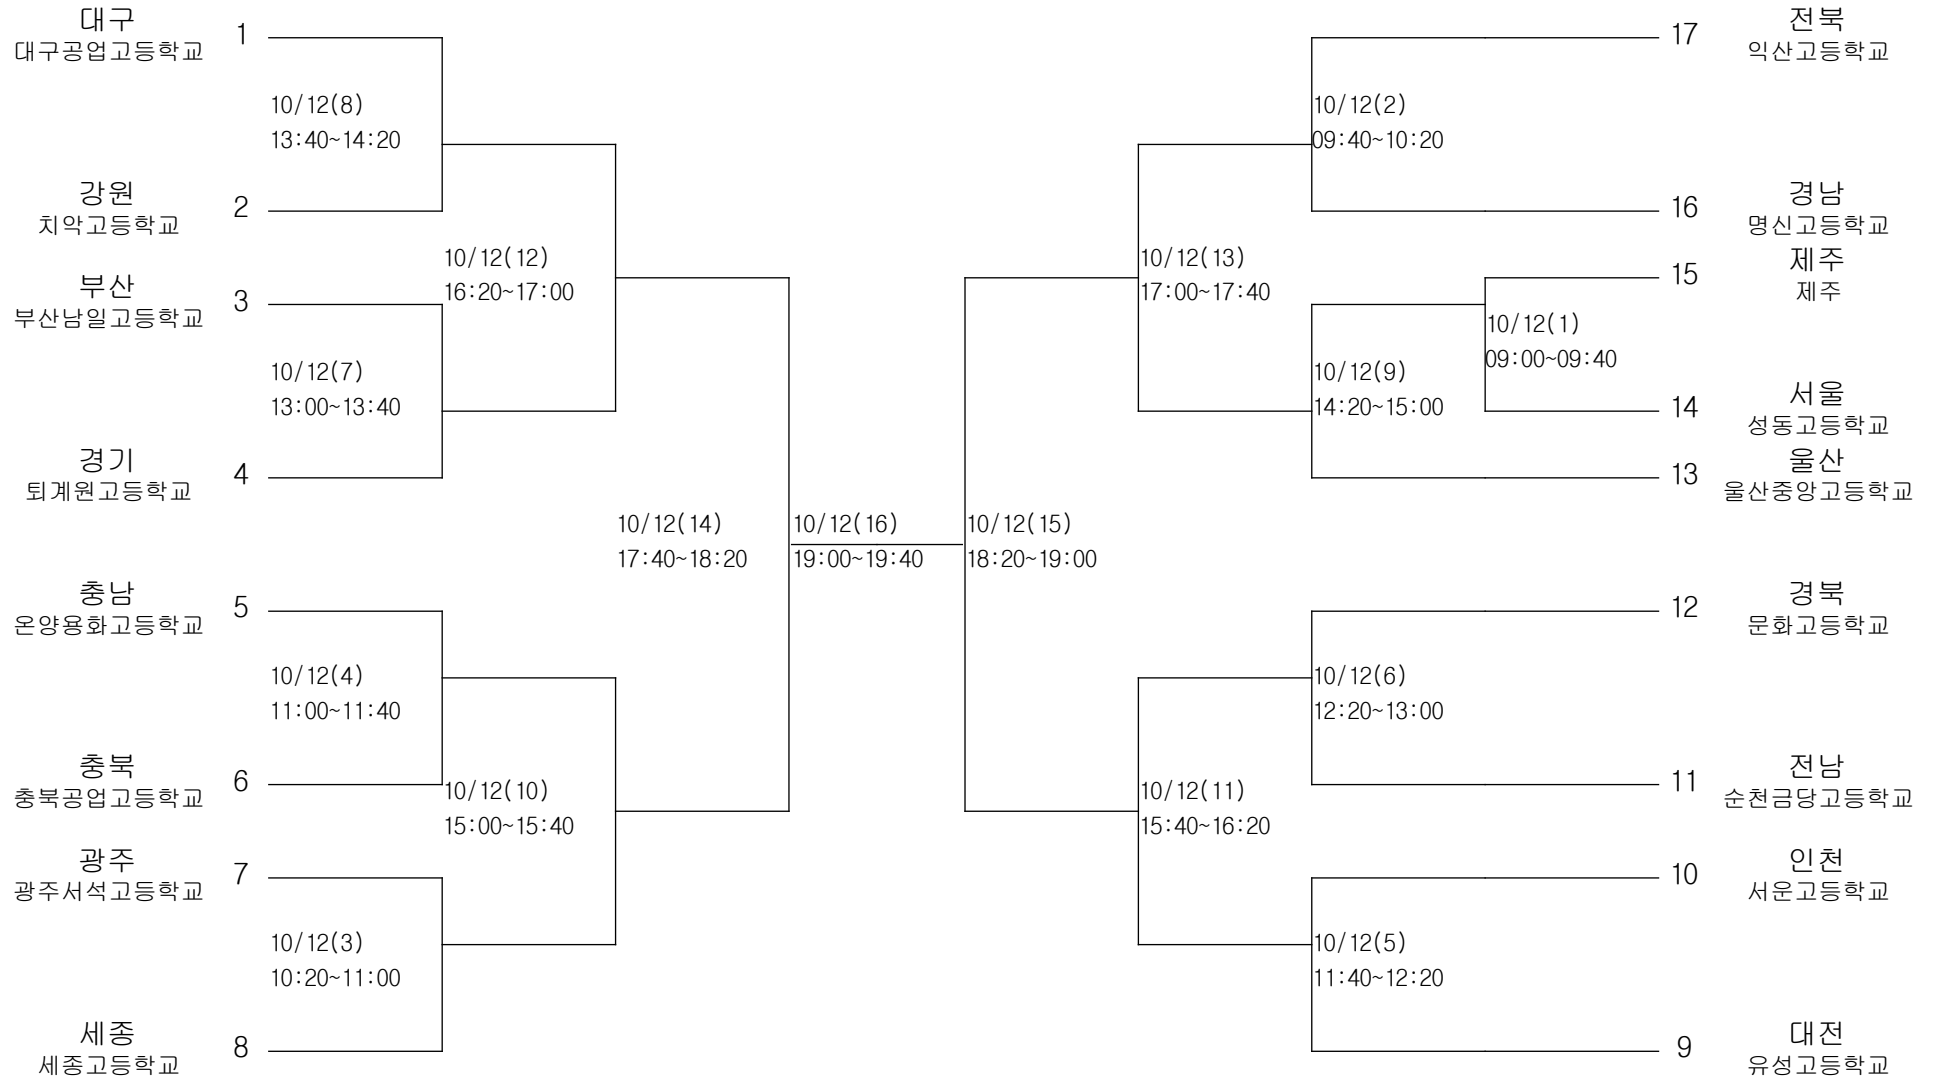 대구
대구공업고등학교
1
10/12(8)
13:40~14:20
강원
치악고등학교
2
10/12(12)
16:20~17:00
부산
부산남일고등학교
3
10/12(7)
13:00~13:40
경기
퇴계원고등학교
4
10/12(14)
17:40~18:20
충남
온양용화고등학교
5
10/12(4)
11:00~11:40
충북
충북공업고등학교
6
10/12(10)
15:00~15:40
광주
광주서석고등학교
7
10/12(3)
10:20~11:00
세종
세종고등학교
8
10/12(16)
19:00~19:40
10/12(15)
18:20~19:00
17
전북
익산고등학교
10/12(2)
09:40~10:20
16
경남
명신고등학교
10/12(13)
17:00~17:40
15
제주
제주
10/12(1)
09:00~09:40
10/12(9)
14:20~15:00
14
서울
성동고등학교
13
울산
울산중앙고등학교
12
경북
문화고등학교
10/12(6)
12:20~13:00
11
전남
순천금당고등학교
10/12(11)
15:40~16:20
10
인천
서운고등학교
10/12(5)
11:40~12:20
9
대전
유성고등학교